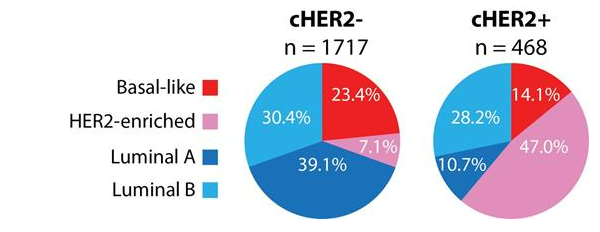 cHER2-
n = 1717
cHER2+
n = 468
Basal-like
HER2-enriched
Luminal A
Luminal B
23.4%
7.1%
39.1%
30.4%
14.1%
47.0%
10.7%
28.2%